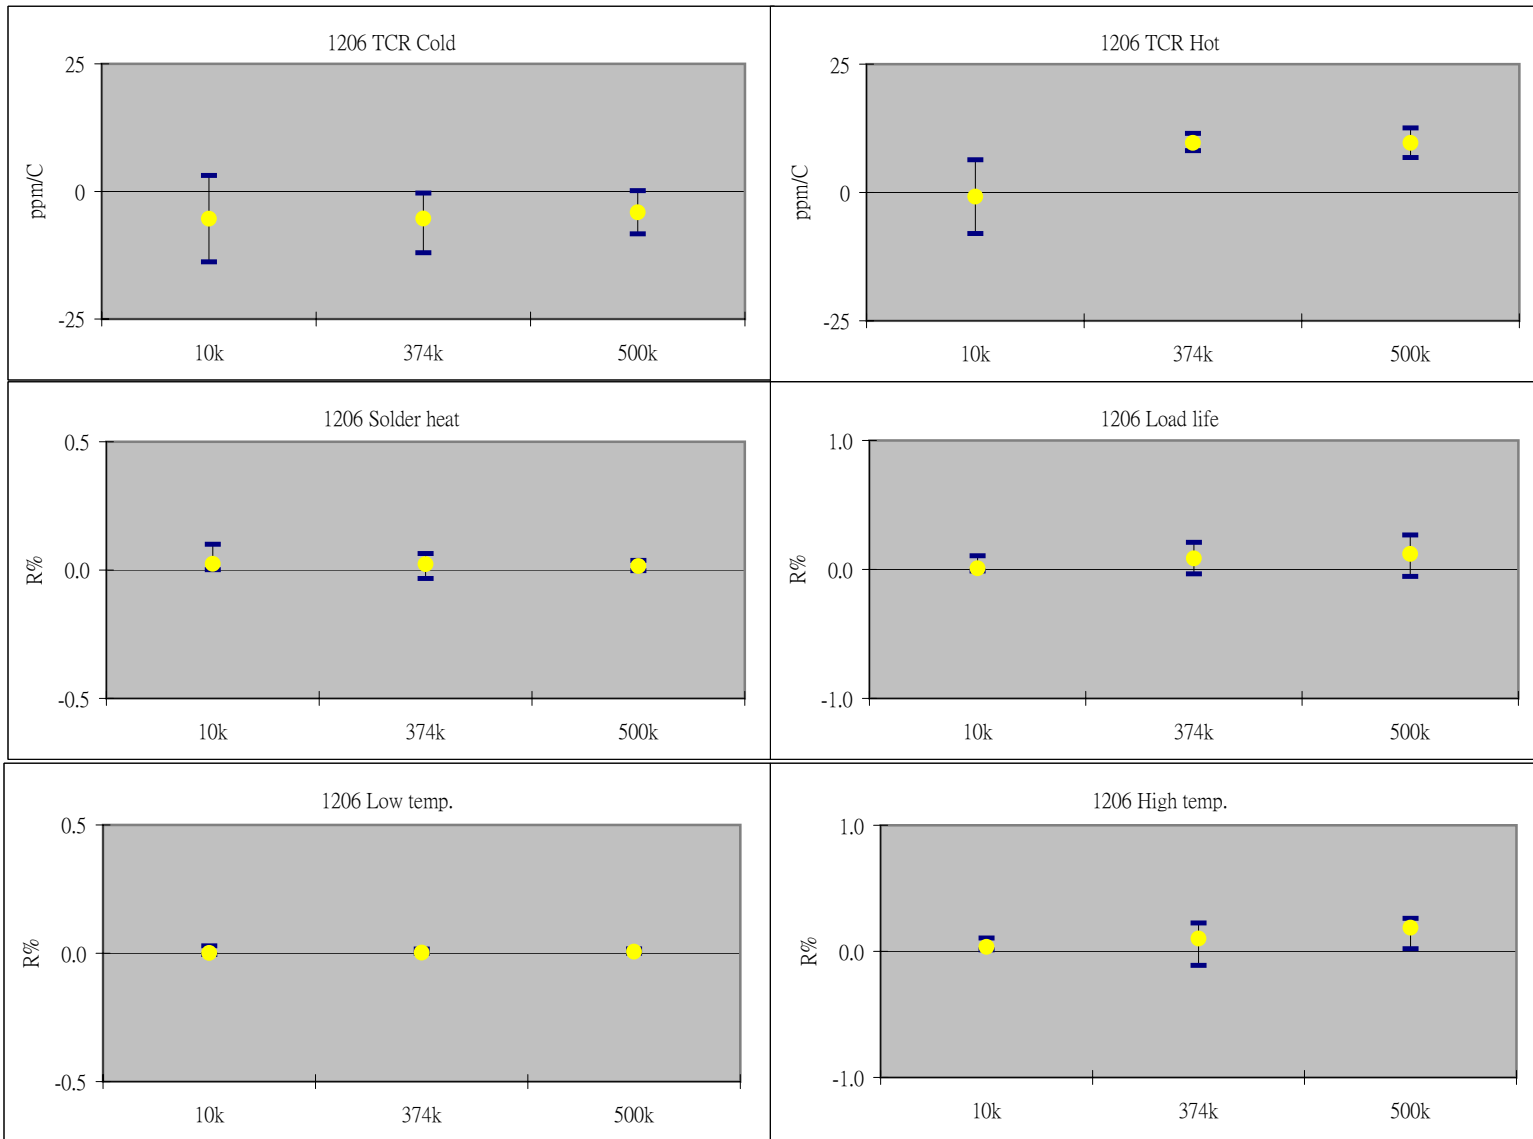 1206 TCR Cold
25
0
-25
ppm/C
10k 374k 500k
1206 TCR Hot
25
0
-25
ppm/C
10k 374k 500k
1206 Solder heat
0.5
0.0
-0.5
R%
10k 374k 500k
1206 Load life
1.0
0.0
-1.0
R%
10k 374k 500k
1206 Low temp.
0.5
0.0
-0.5
R%
10k 374k 500k
1206 High temp.
1.0
0.0
-1.0
R%
10k 374k 500k